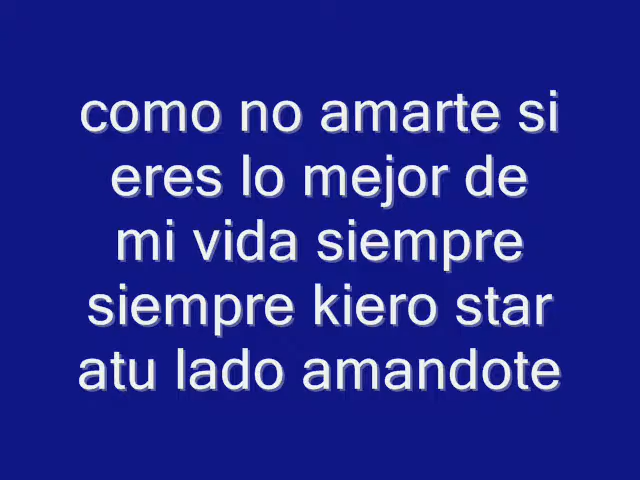 como no amarte si
eres lo mejor de
mi vida siempre
siempre kiero star
atu lado amandote